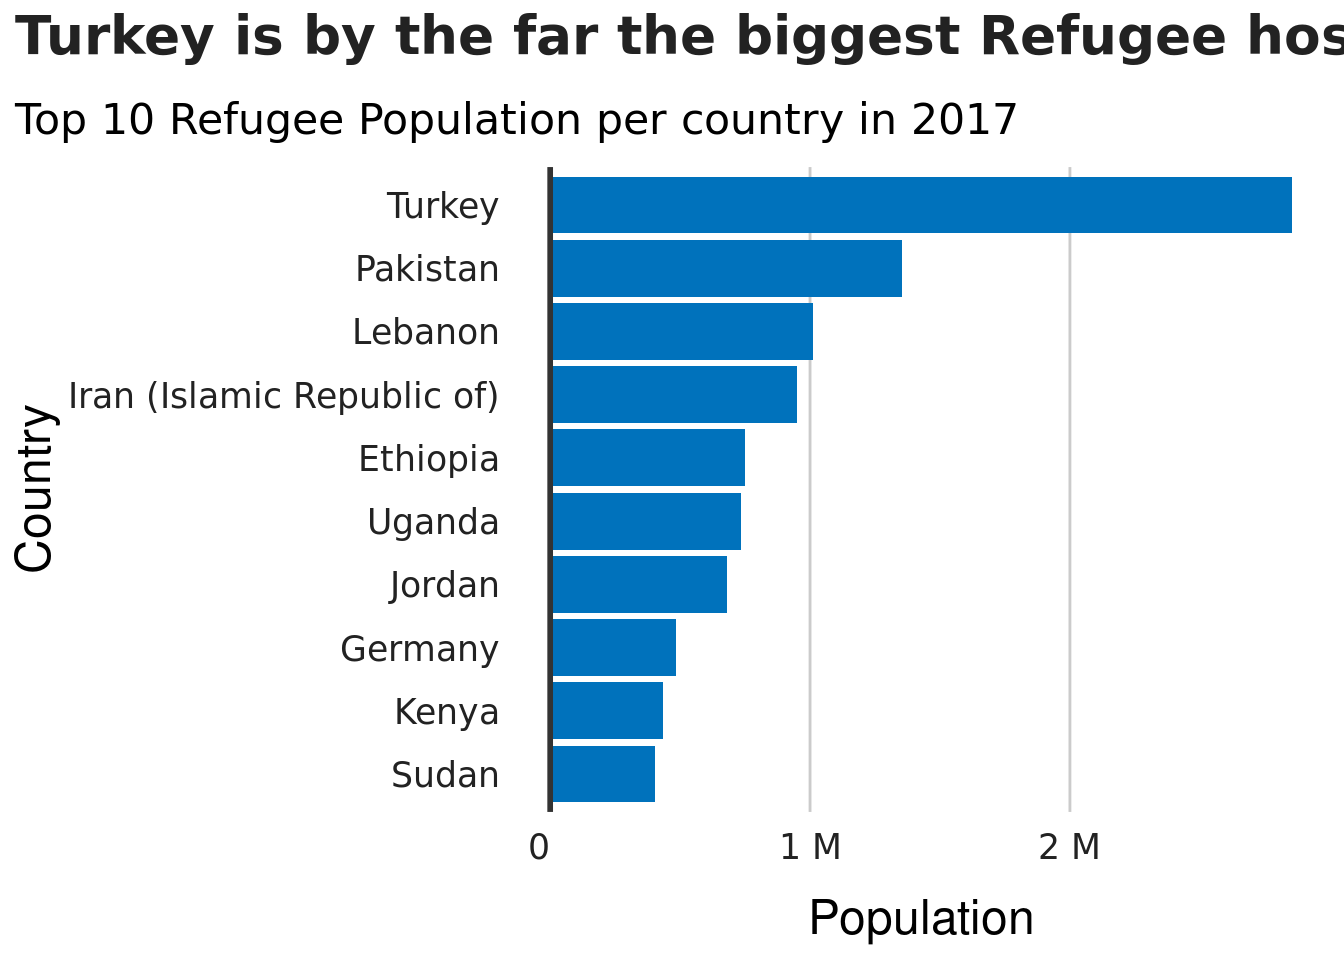 Turkey is by the far the biggest Refugee hos
Top 10 Refugee Population per country in 2017
Turkey
Pakistan
Lebanon
Iran (Islamic Republic of)
Ethiopia
Uganda
Jordan
Germany
Kenya
Sudan
Country
0 1 M 2 M
Population